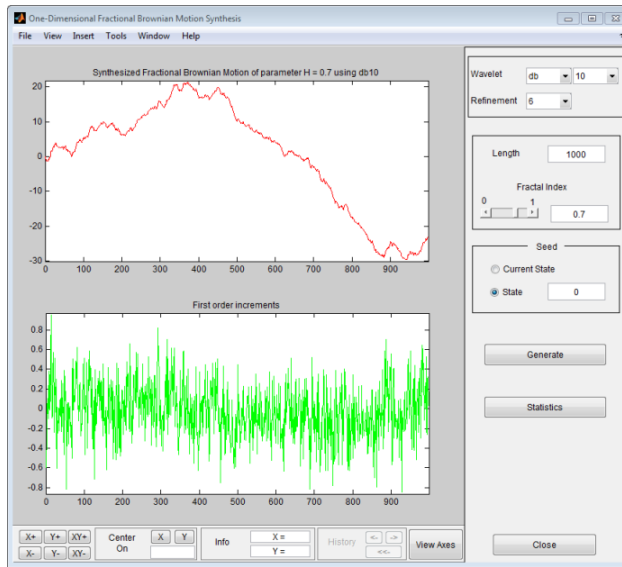 One-Dimensional Fractional Brownian Motion Synthesis
File View Insert Tools Window Help
Synthesized Fractional Brownian Motion of parameter H = 0.7 using db10
20
10
0
-10
-20
-30
0 100 200 300 400 500 600 700 800 900
First order increments
0.8
0.6
0.4
0.2
0
-0.2
-0.4
-0.6
-0.8
0 100 200 300 400 500 600 700 800 900
Wavelet db 10
Refinement 6
Length 1000
Fractal Index
0 1
0.7
Seed
Current State
State 0
Generate
Statistics
Close
X+ Y+ XY+
X- Y- XY-
Center On
X Y
Info
X =
Y =
History
<- ->
<<-
View Axes